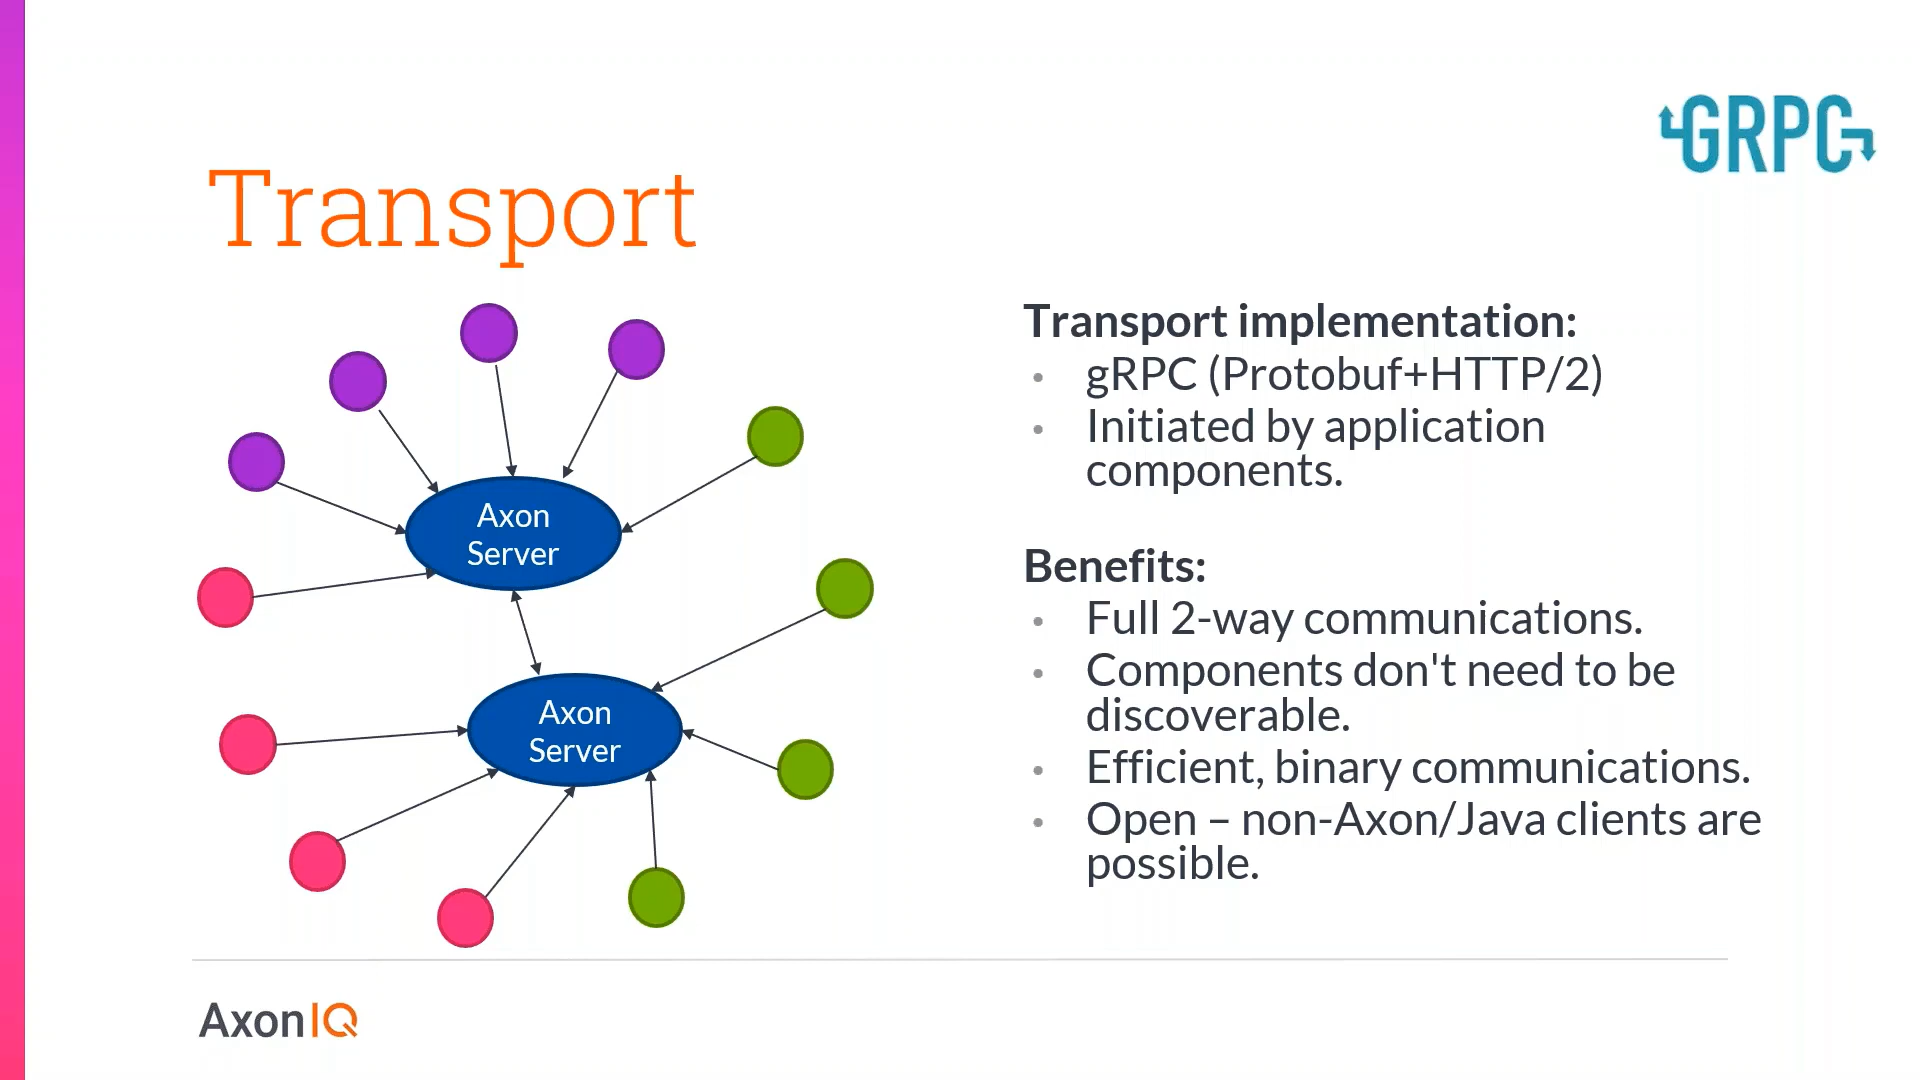 GRPC
Transport
Axon
Server
Axon
Server
Transport implementation:
• gRPC (Protobuf+HTTP/2)
• Initiated by application
components.
Benefits:
• Full 2-way communications.
• Components don't need to be
discoverable.
• Efficient, binary communications.
• Open – non-Axon/Java clients are
possible.
AxonIQ